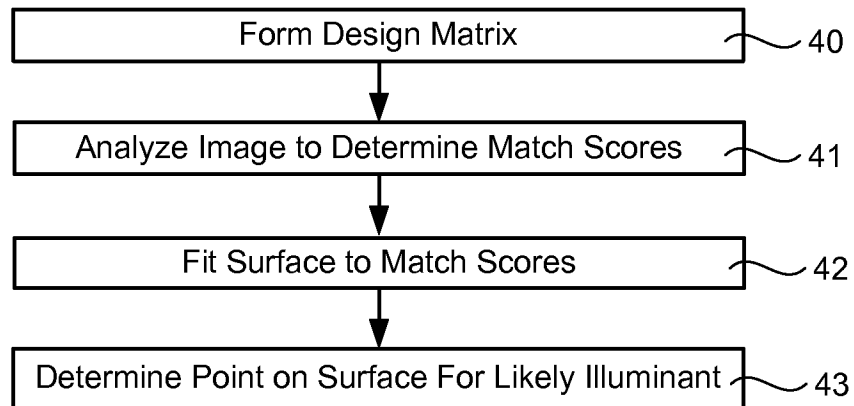 Form Design Matrix 40
Analyze Image to Determine Match Scores 41
Fit Surface to Match Scores 42
Determine Point on Surface For Likely Illuminant 43